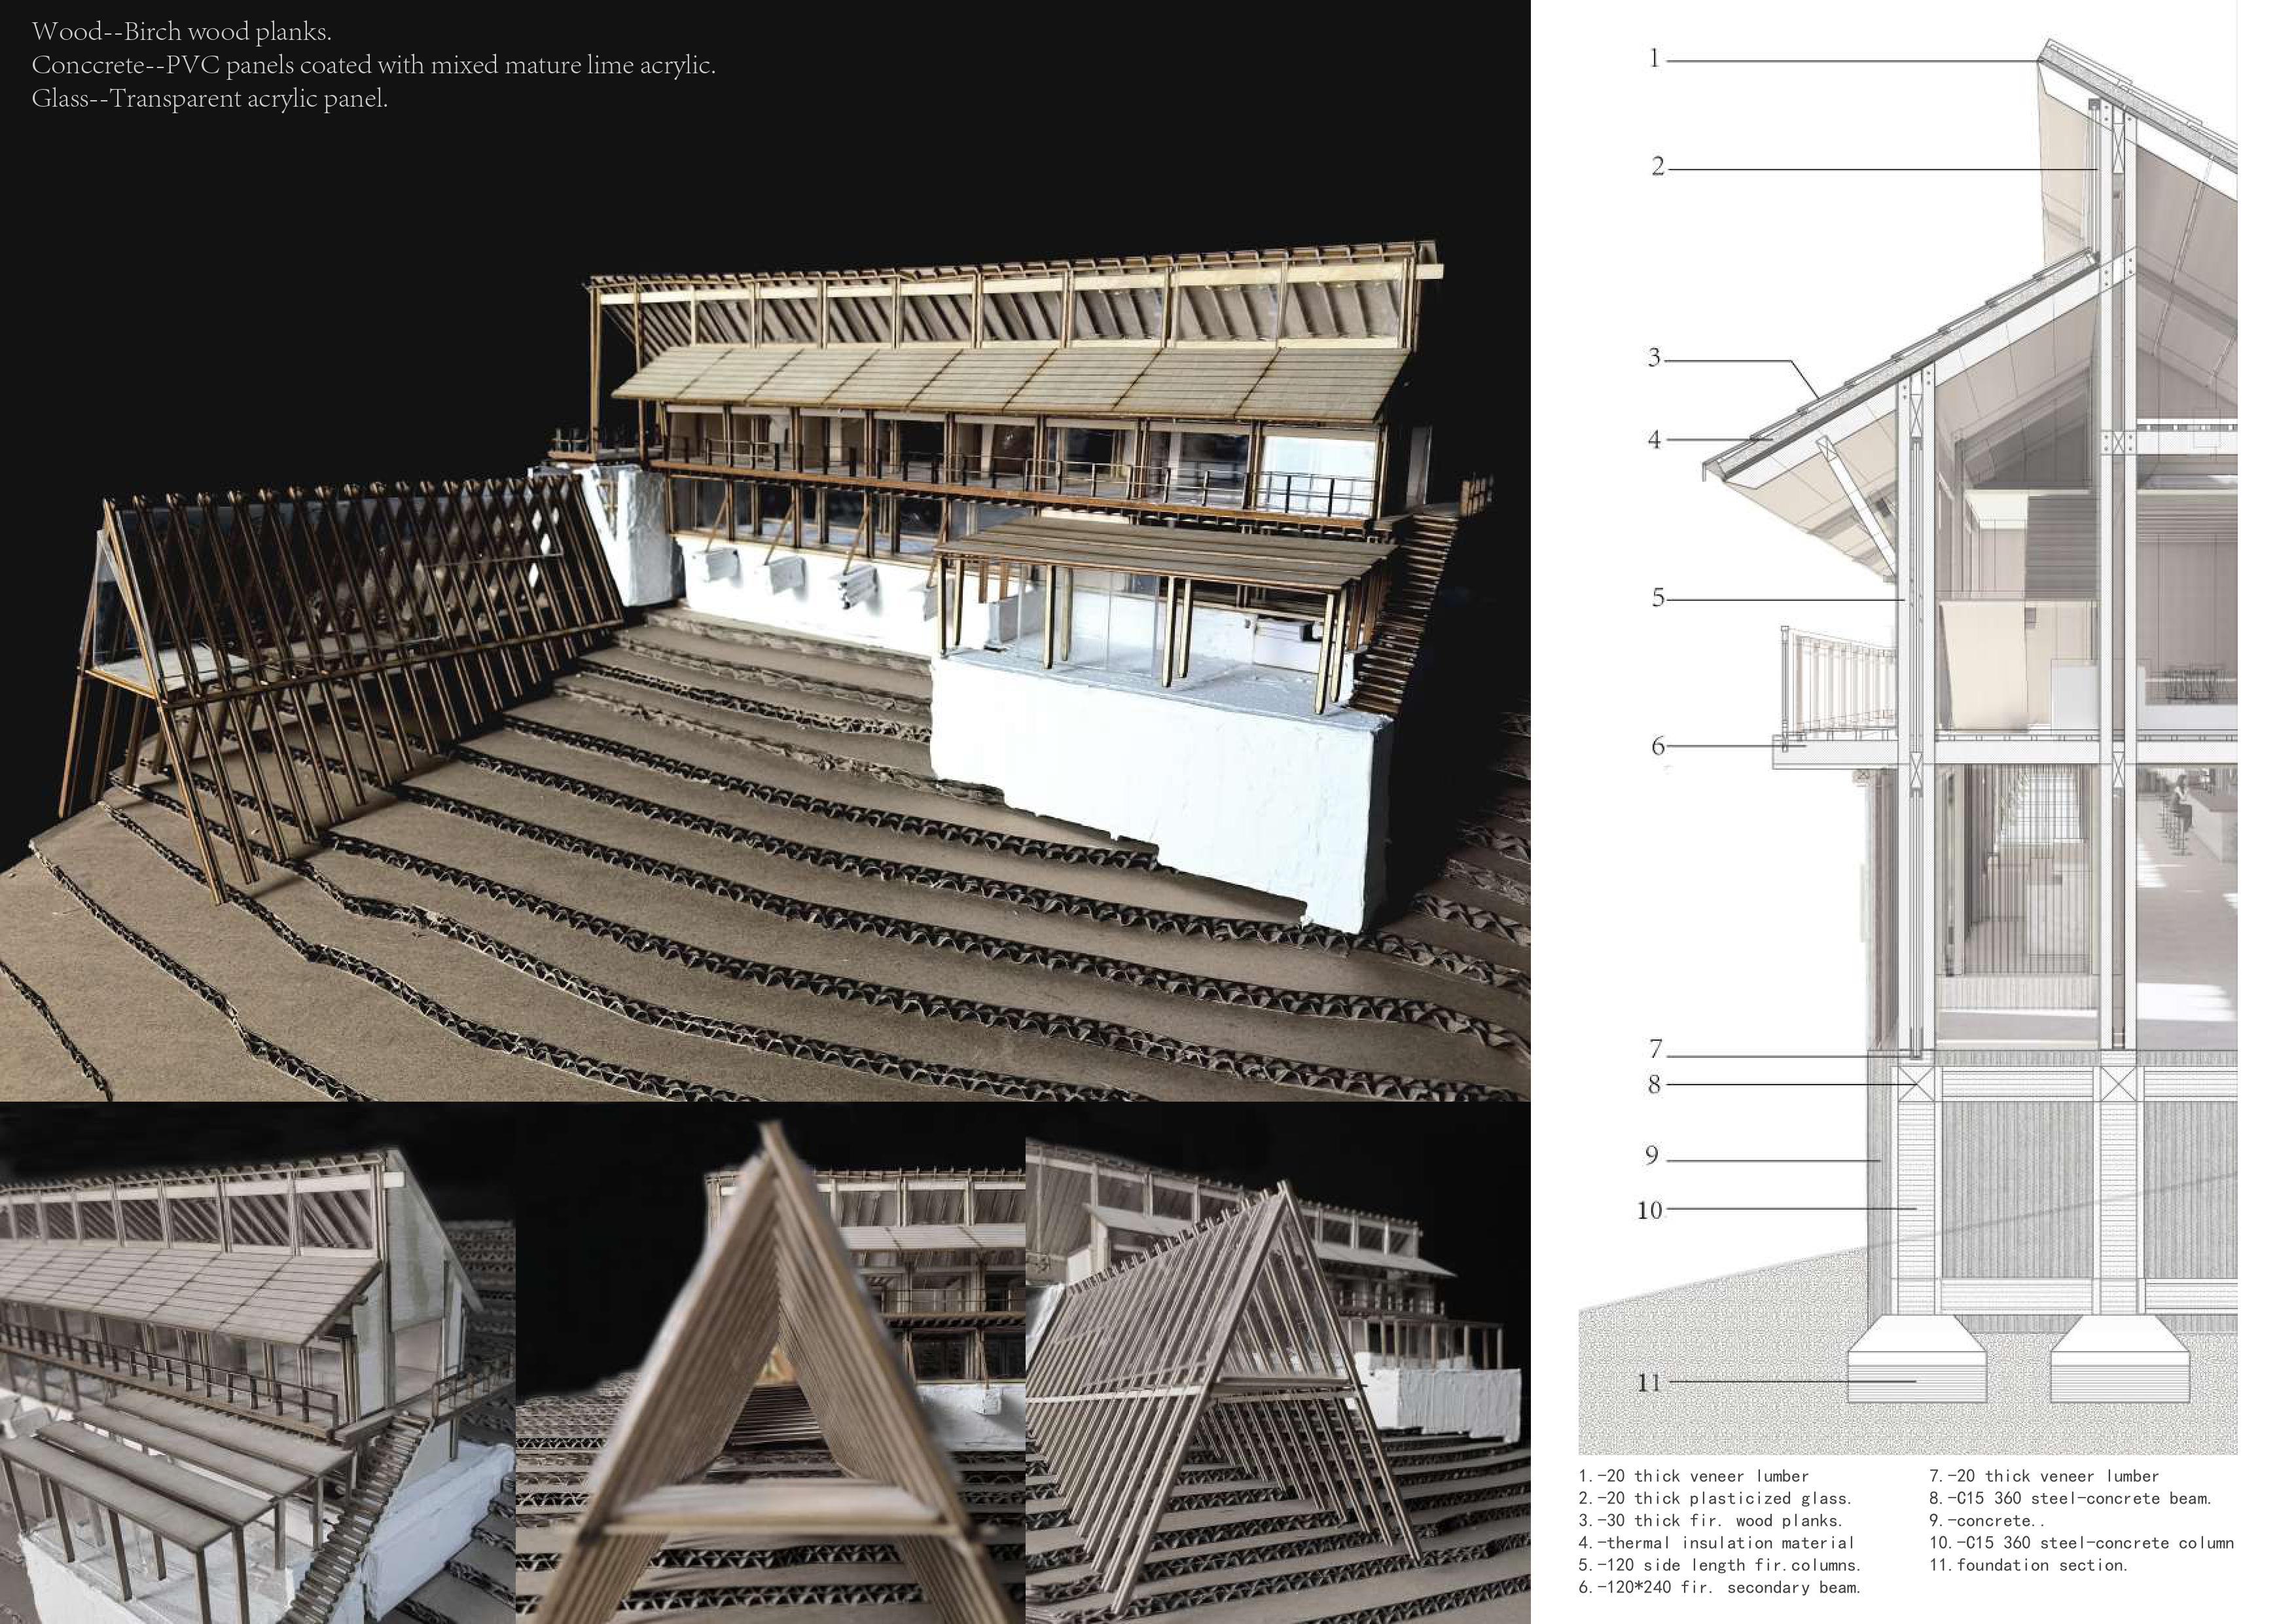 Wood--Birch wood planks.
Conccrete--PVC panels coated with mixed mature lime acrylic.
Glass--Transparent acrylic panel.
1
2
3
4
5
6
7
8
9
10
11
1.-20 thick veneer lumber
2.-20 thick plasticized glass.
3.-30 thick fir. wood planks.
4.-thermal insulation material
5.-120 side length fir.columns.
6.-120*240 fir. secondary beam.
7.-20 thick veneer lumber
8.-C15 360 steel-concrete beam.
9.-concrete..
10.-C15 360 steel-concrete column
11.foundation section.